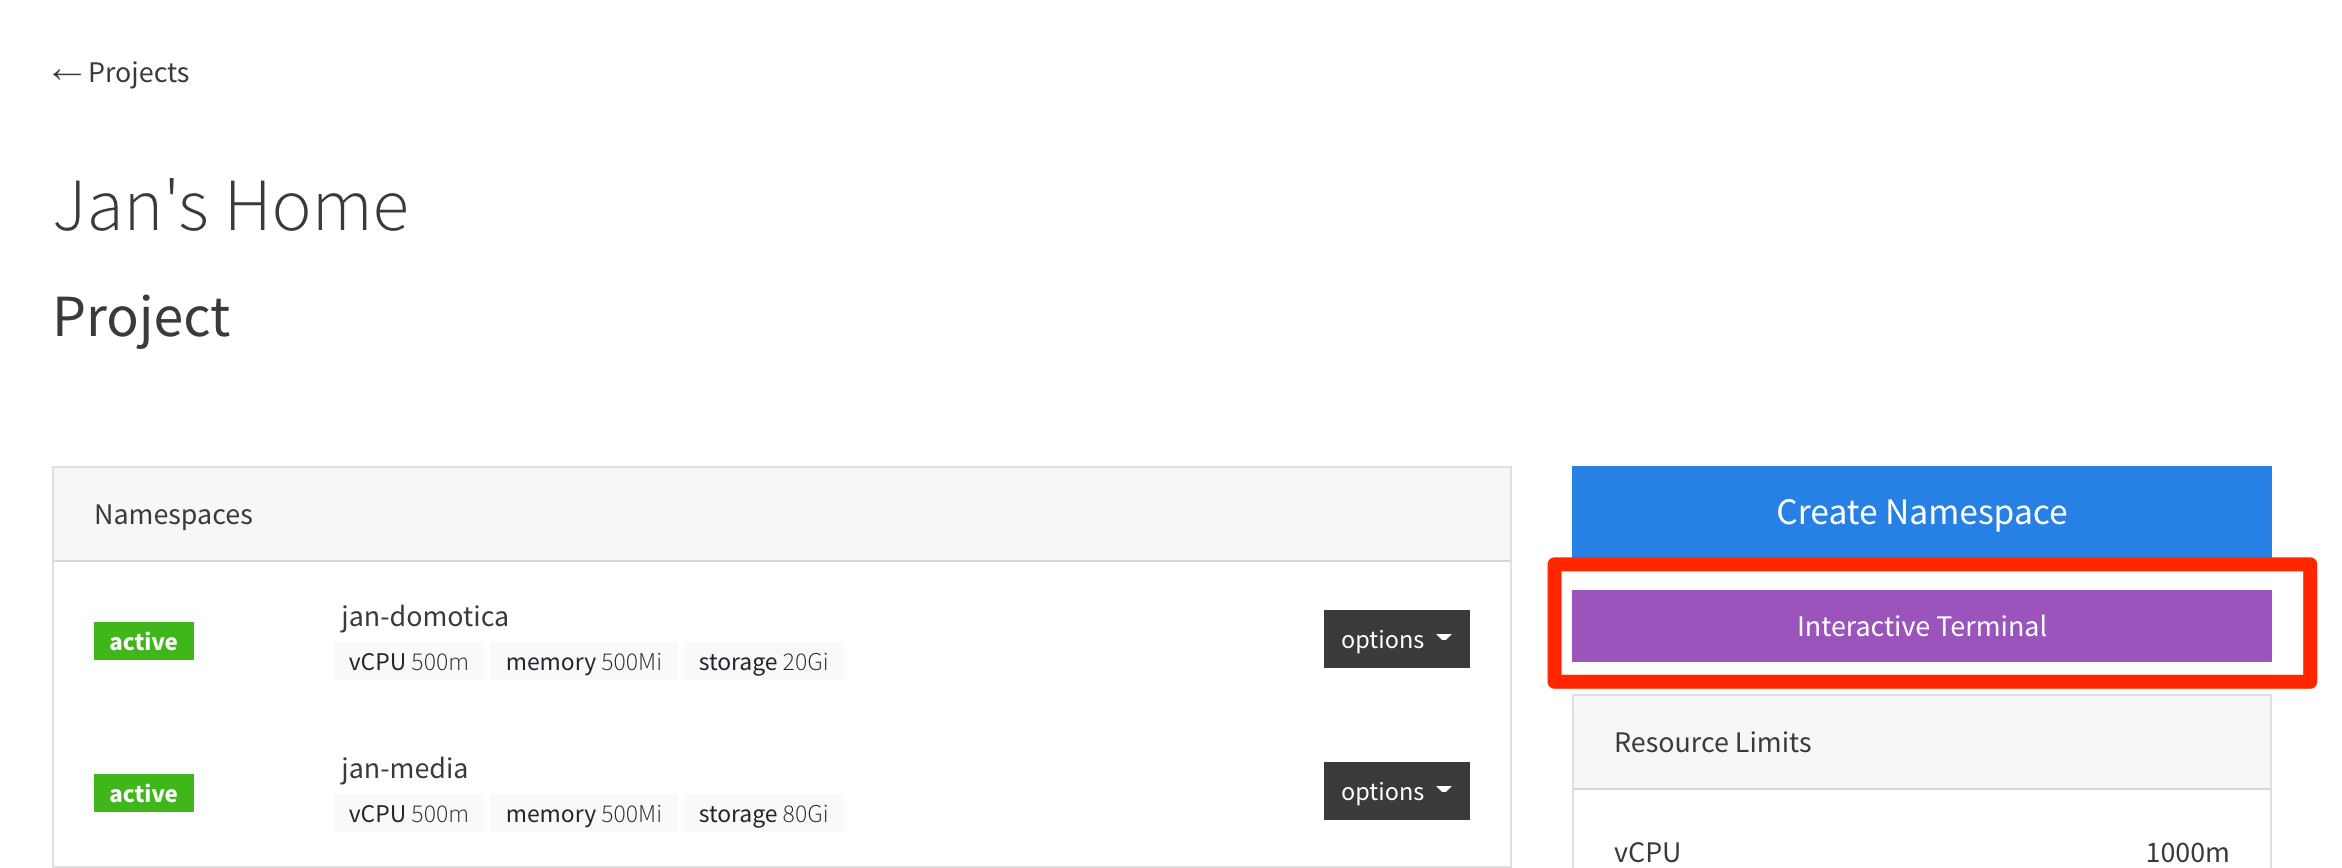 ← Projects
Jan's Home
Project
Namespaces
active
jan-domotica
vCPU 500m memory 500Mi storage 20Gi
options
active
jan-media
vCPU 500m memory 500Mi storage 80Gi
options
Create Namespace
Interactive Terminal
Resource Limits
vCPU 1000m